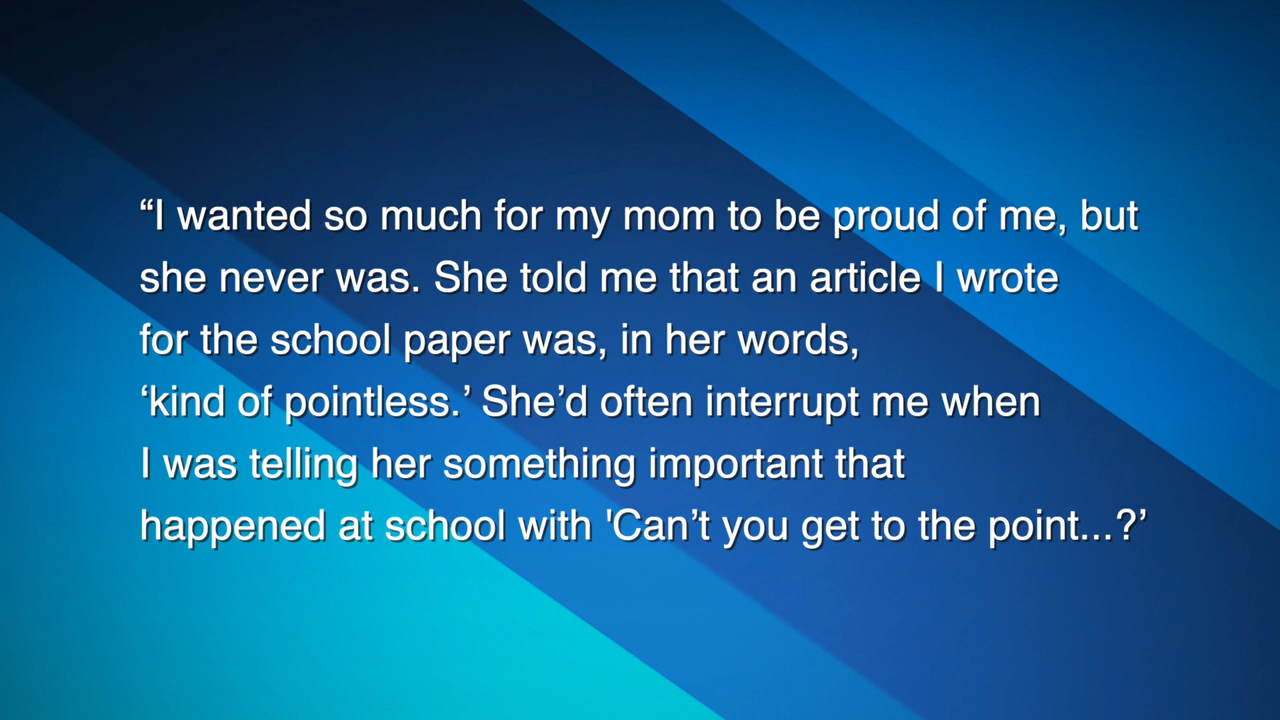 “I wanted so much for my mom to be proud of me, but
she never was. She told me that an article I wrote
for the school paper was, in her words,
‘kind of pointless.’ She’d often interrupt me when
I was telling her something important that
happened at school with 'Can’t you get to the point...?’